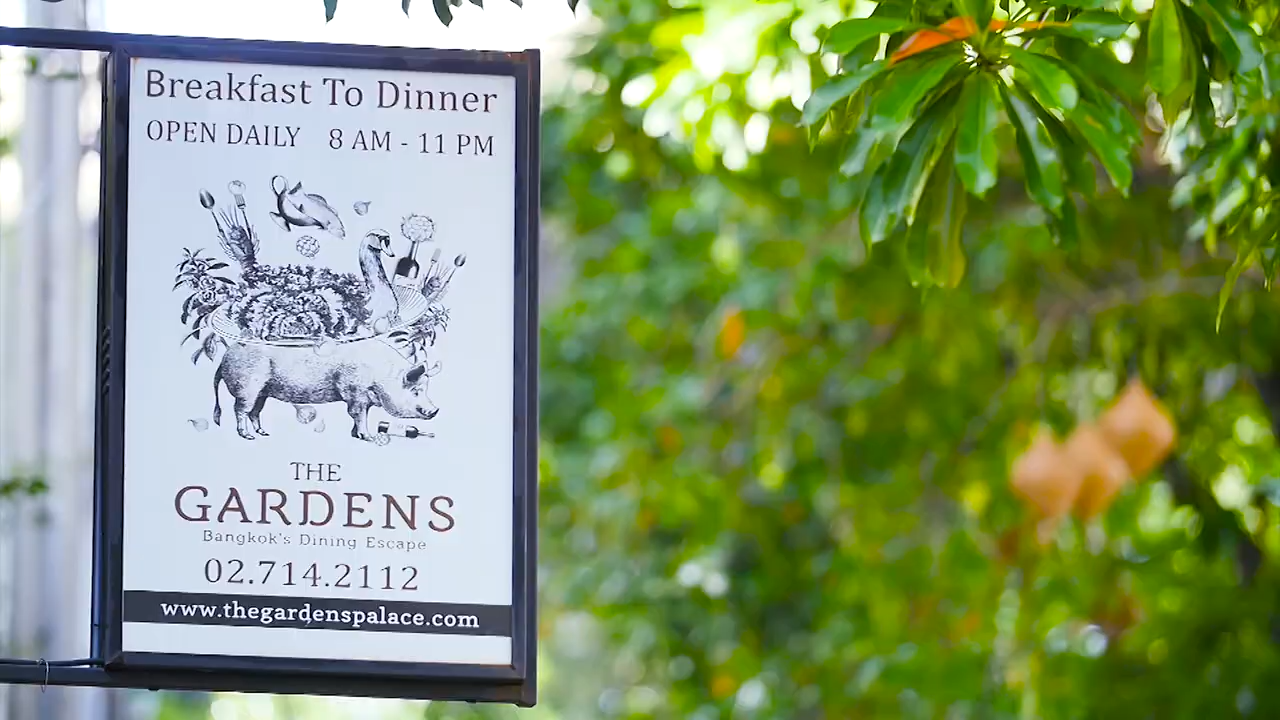 Breakfast To Dinner
OPEN DAILY 8 AM - 11 PM
THE
GARDENS
Bangkok's Dining Escape
02.714.2112
www.thegardenspalace.com